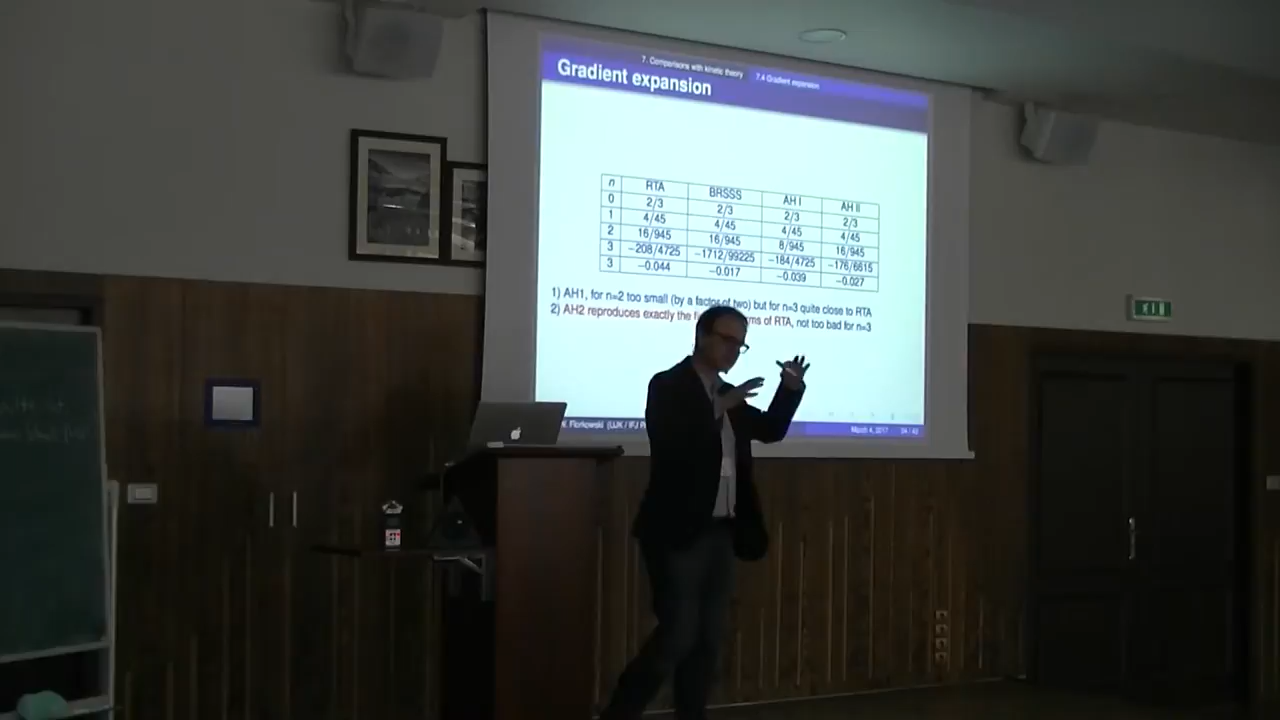 7. Comparisons with kinetic theory 7.4 Gradient expansion
Gradient expansion
n RTA BRSSS AH I AH II
0 2/3 2/3 2/3 2/3
1 4/45 4/45 4/45 4/45
2 16/945 16/945 8/945 16/945
3 −208/4725 −1712/99225 −184/4725 −176/6615
3 −0.044 −0.017 −0.039 −0.027
1) AH1, for n=2 too small (by a factor of two) but for n=3 quite close to RTA
2) AH2 reproduces exactly the of RTA, not too bad for n=3
Florkowski (UJK / IFJ March 4, 2017